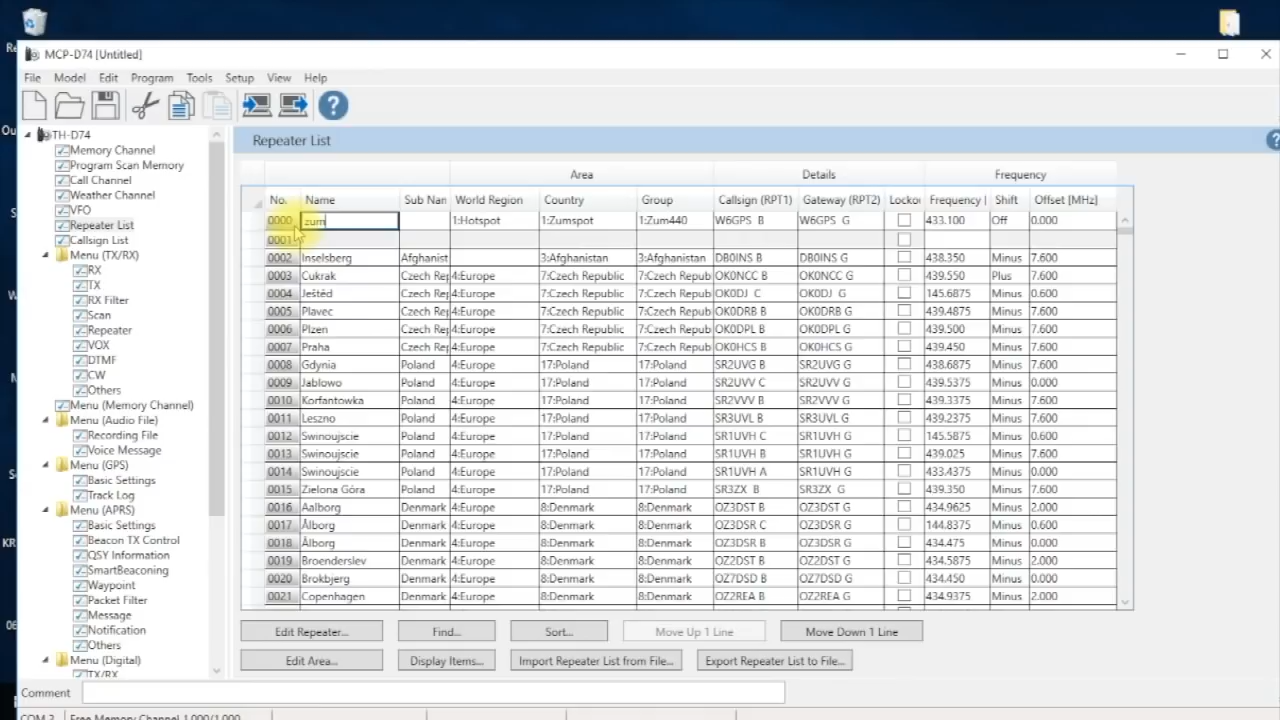 MCP-D74 [Untitled]
File Model Edit Program Tools Setup View Help
TH-D74
Memory Channel
Program Scan Memory
Call Channel
Weather Channel
VFO
Repeater List
Callsign List
Menu (TX/RX)
RX
TX
RX Filter
Scan
Repeater
VOX
DTMF
CW
Others
Menu (Memory Channel)
Menu (Audio File)
Recording File
Voice Message
Menu (GPS)
Basic Settings
Track Log
Menu (APRS)
Basic Settings
Beacon TX Control
QSY Information
SmartBeaconing
Waypoint
Packet Filter
Message
Notification
Others
Menu (Digital)
TX/RX
Repeater List
Area Details Frequency
No. Name Sub Nan World Region Country Group Callsign (RPT1) Gateway (RPT2) Lockou Frequency Shift Offset [MHz]
0000 zum 1:Hotspot 1:Zumspot 1:Zum440 W6GPS B W6GPS G 433.100 Off 0.000
0001
0002 Inselsberg Afghanist 3:Afghanistan 3:Afghanistan DB0INS B DB0INS G 438.350 Minus 7.600
0003 Cukrak Czech Rep 4:Europe 7:Czech Republic 7:Czech Repub OK0NCC B OK0NCC G 439.550 Plus 7.600
0004 Ještěd Czech Rep 4:Europe 7:Czech Republic 7:Czech Repub OK0DJ C OK0DJ G 145.6875 Minus 0.600
0005 Plavec Czech Rep 4:Europe 7:Czech Republic 7:Czech Repub OK0DRB B OK0DRB G 439.4875 Minus 7.600
0006 Plzen Czech Rep 4:Europe 7:Czech Republic 7:Czech Repub OK0DPL B OK0DPL G 439.500 Minus 7.600
0007 Praha Czech Rep 4:Europe 7:Czech Republic 7:Czech Repub OK0HCS B OK0HCS G 439.450 Minus 7.600
0008 Gdynia Poland 4:Europe 17:Poland 17:Poland SR2UVG B SR2UVG G 438.6875 Minus 7.600
0009 Jablowo Poland 4:Europe 17:Poland 17:Poland SR2UVV C SR2UVV G 439.5375 Minus 0.000
0010 Korfantowka Poland 4:Europe 17:Poland 17:Poland SR2VVV B SR2VVV G 439.3375 Minus 7.600
0011 Leszno Poland 4:Europe 17:Poland 17:Poland SR3UVL B SR3UVL G 439.2375 Minus 7.600
0012 Swinoujscie Poland 4:Europe 17:Poland 17:Poland SR1UVH C SR1UVH G 145.5875 Minus 0.600
0013 Swinoujscie Poland 4:Europe 17:Poland 17:Poland SR1UVH B SR1UVH G 439.025 Minus 7.600
0014 Swinoujscie Poland 4:Europe 17:Poland 17:Poland SR1UVH A SR1UVH G 433.4375 Minus 0.000
0015 Zielona Góra Poland 4:Europe 17:Poland 17:Poland SR3ZX B SR3ZX G 439.350 Minus 7.600
0016 Aalborg Denmark 4:Europe 8:Denmark 8:Denmark OZ3DST B OZ3DST G 434.9625 Minus 2.000
0017 Ålborg Denmark 4:Europe 8:Denmark 8:Denmark OZ3DSR C OZ3DSR G 144.8375 Minus 0.600
0018 Ålborg Denmark 4:Europe 8:Denmark 8:Denmark OZ3DSR B OZ3DSR G 434.475 Minus 0.000
0019 Broenderslev Denmark 4:Europe 8:Denmark 8:Denmark OZ2DST B OZ2DST G 434.5875 Minus 2.000
0020 Brokbjerg Denmark 4:Europe 8:Denmark 8:Denmark OZ7DSD B OZ7DSD G 434.450 Minus 0.000
0021 Copenhagen Denmark 4:Europe 8:Denmark 8:Denmark OZ2REA B OZ2REA G 434.9375 Minus 2.000
Edit Repeater... Find... Sort... Move Up 1 Line Move Down 1 Line
Edit Area... Display Items... Import Repeater List from File... Export Repeater List to File...
Comment
COM 3 Free Memory Channel 1,000/1,000